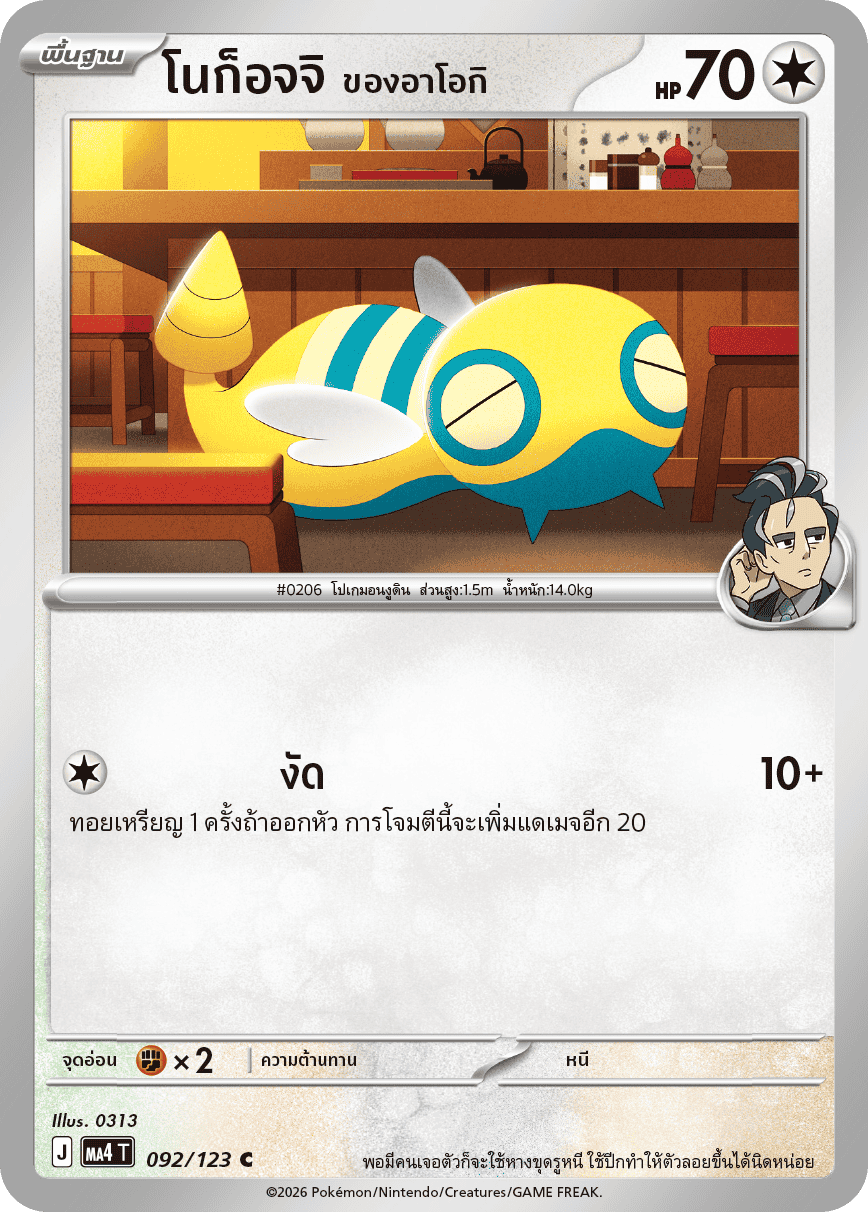 พื้นฐาน โนก็อจจิ ของอาโอกิ HP 70
#0206 โปเกมอนงูดิน ส่วนสูง:1.5m น้ำหนัก:14.0kg
งัด 10+
ทอยเหรียญ 1 ครั้งถ้าออกหัว การโจมตีนี้จะเพิ่มแดเมจอีก 20
จุดอ่อน ×2 ความต้านทาน หนี
Illus. 0313
J MA4 T 092/123 C
พอมีคนเจอตัวก็จะใช้หางขุดรูหนี ใช้ปีกทำให้ตัวลอยขึ้นได้นิดหน่อย
©2026 Pokémon/Nintendo/Creatures/GAME FREAK.